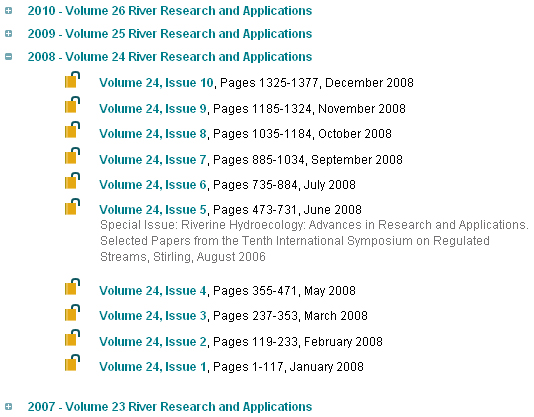 2010 - Volume 26 River Research and Applications
2009 - Volume 25 River Research and Applications
2008 - Volume 24 River Research and Applications
Volume 24, Issue 10, Pages 1325-1377, December 2008
Volume 24, Issue 9, Pages 1185-1324, November 2008
Volume 24, Issue 8, Pages 1035-1184, October 2008
Volume 24, Issue 7, Pages 885-1034, September 2008
Volume 24, Issue 6, Pages 735-884, July 2008
Volume 24, Issue 5, Pages 473-731, June 2008
Special Issue: Riverine Hydroecology: Advances in Research and Applications.
Selected Papers from the Tenth International Symposium on Regulated
Streams, Stirling, August 2006
Volume 24, Issue 4, Pages 355-471, May 2008
Volume 24, Issue 3, Pages 237-353, March 2008
Volume 24, Issue 2, Pages 119-233, February 2008
Volume 24, Issue 1, Pages 1-117, January 2008
2007 - Volume 23 River Research and Applications